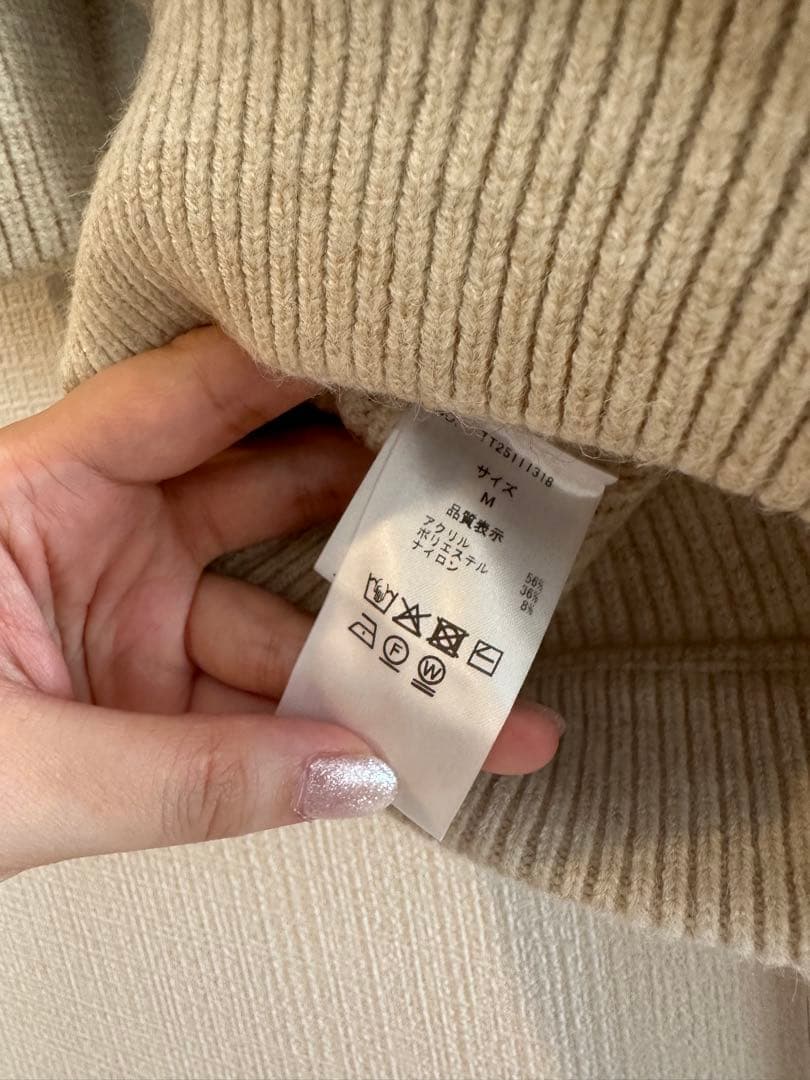 TT25111318
サイズ
M
品質表示
アクリル 56%
ポリエステル 36%
ナイロン 8%
F W